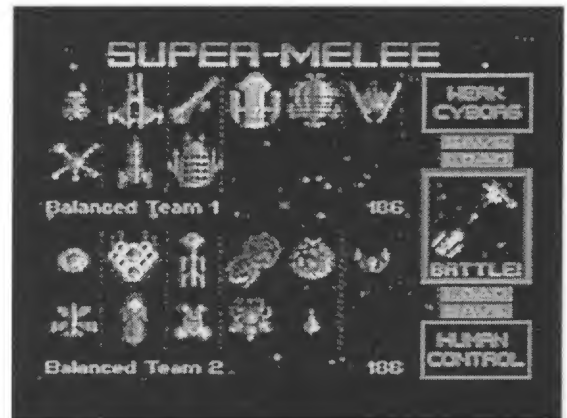 SUPER-MELEE
WEAK
CYBORG
Balanced Team 1 186
BATTLE!
HUMAN
CONTROL
Balanced Team 2 186